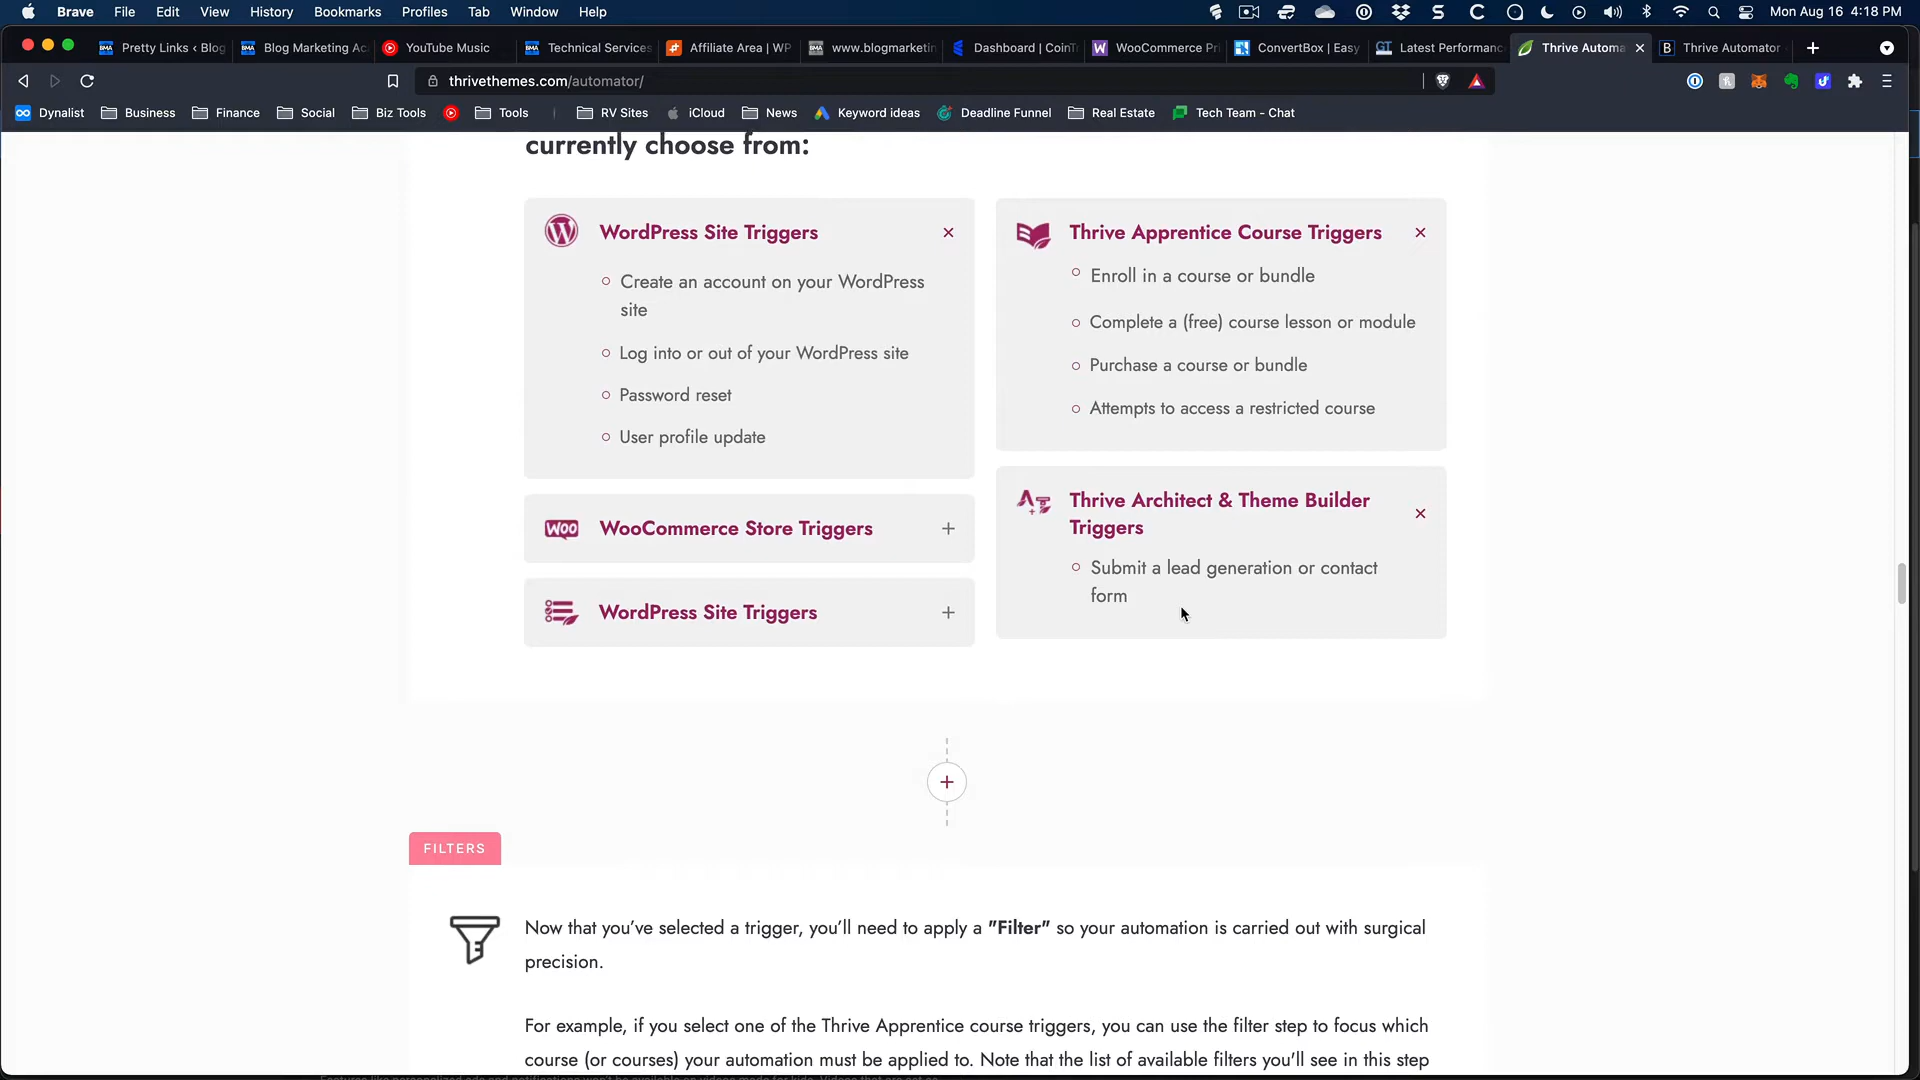 Brave File Edit View History Bookmarks Profiles Tab Window Help Mon Aug 16 4:18 PM
Pretty Links ‹ Blog Blog Marketing Ac YouTube Music Technical Services Affiliate Area | WP www.blogmarketin Dashboard | CoinT WooCommerce Pri ConvertBox | Easy Latest Performanc Thrive Automa Thrive Automator
thrivethemes.com/automator/
Dynalist Business Finance Social Biz Tools Tools RV Sites iCloud News Keyword ideas Deadline Funnel Real Estate Tech Team - Chat
currently choose from:
WordPress Site Triggers
Create an account on your WordPress
site
Log into or out of your WordPress site
Password reset
User profile update
WOO WooCommerce Store Triggers
WordPress Site Triggers
Thrive Apprentice Course Triggers
Enroll in a course or bundle
Complete a (free) course lesson or module
Purchase a course or bundle
Attempts to access a restricted course
Thrive Architect & Theme Builder
Triggers
Submit a lead generation or contact
form
FILTERS
Now that you've selected a trigger, you'll need to apply a "Filter" so your automation is carried out with surgical
precision.
For example, if you select one of the Thrive Apprentice course triggers, you can use the filter step to focus which
course (or courses) your automation must be applied to. Note that the list of available filters you'll see in this step